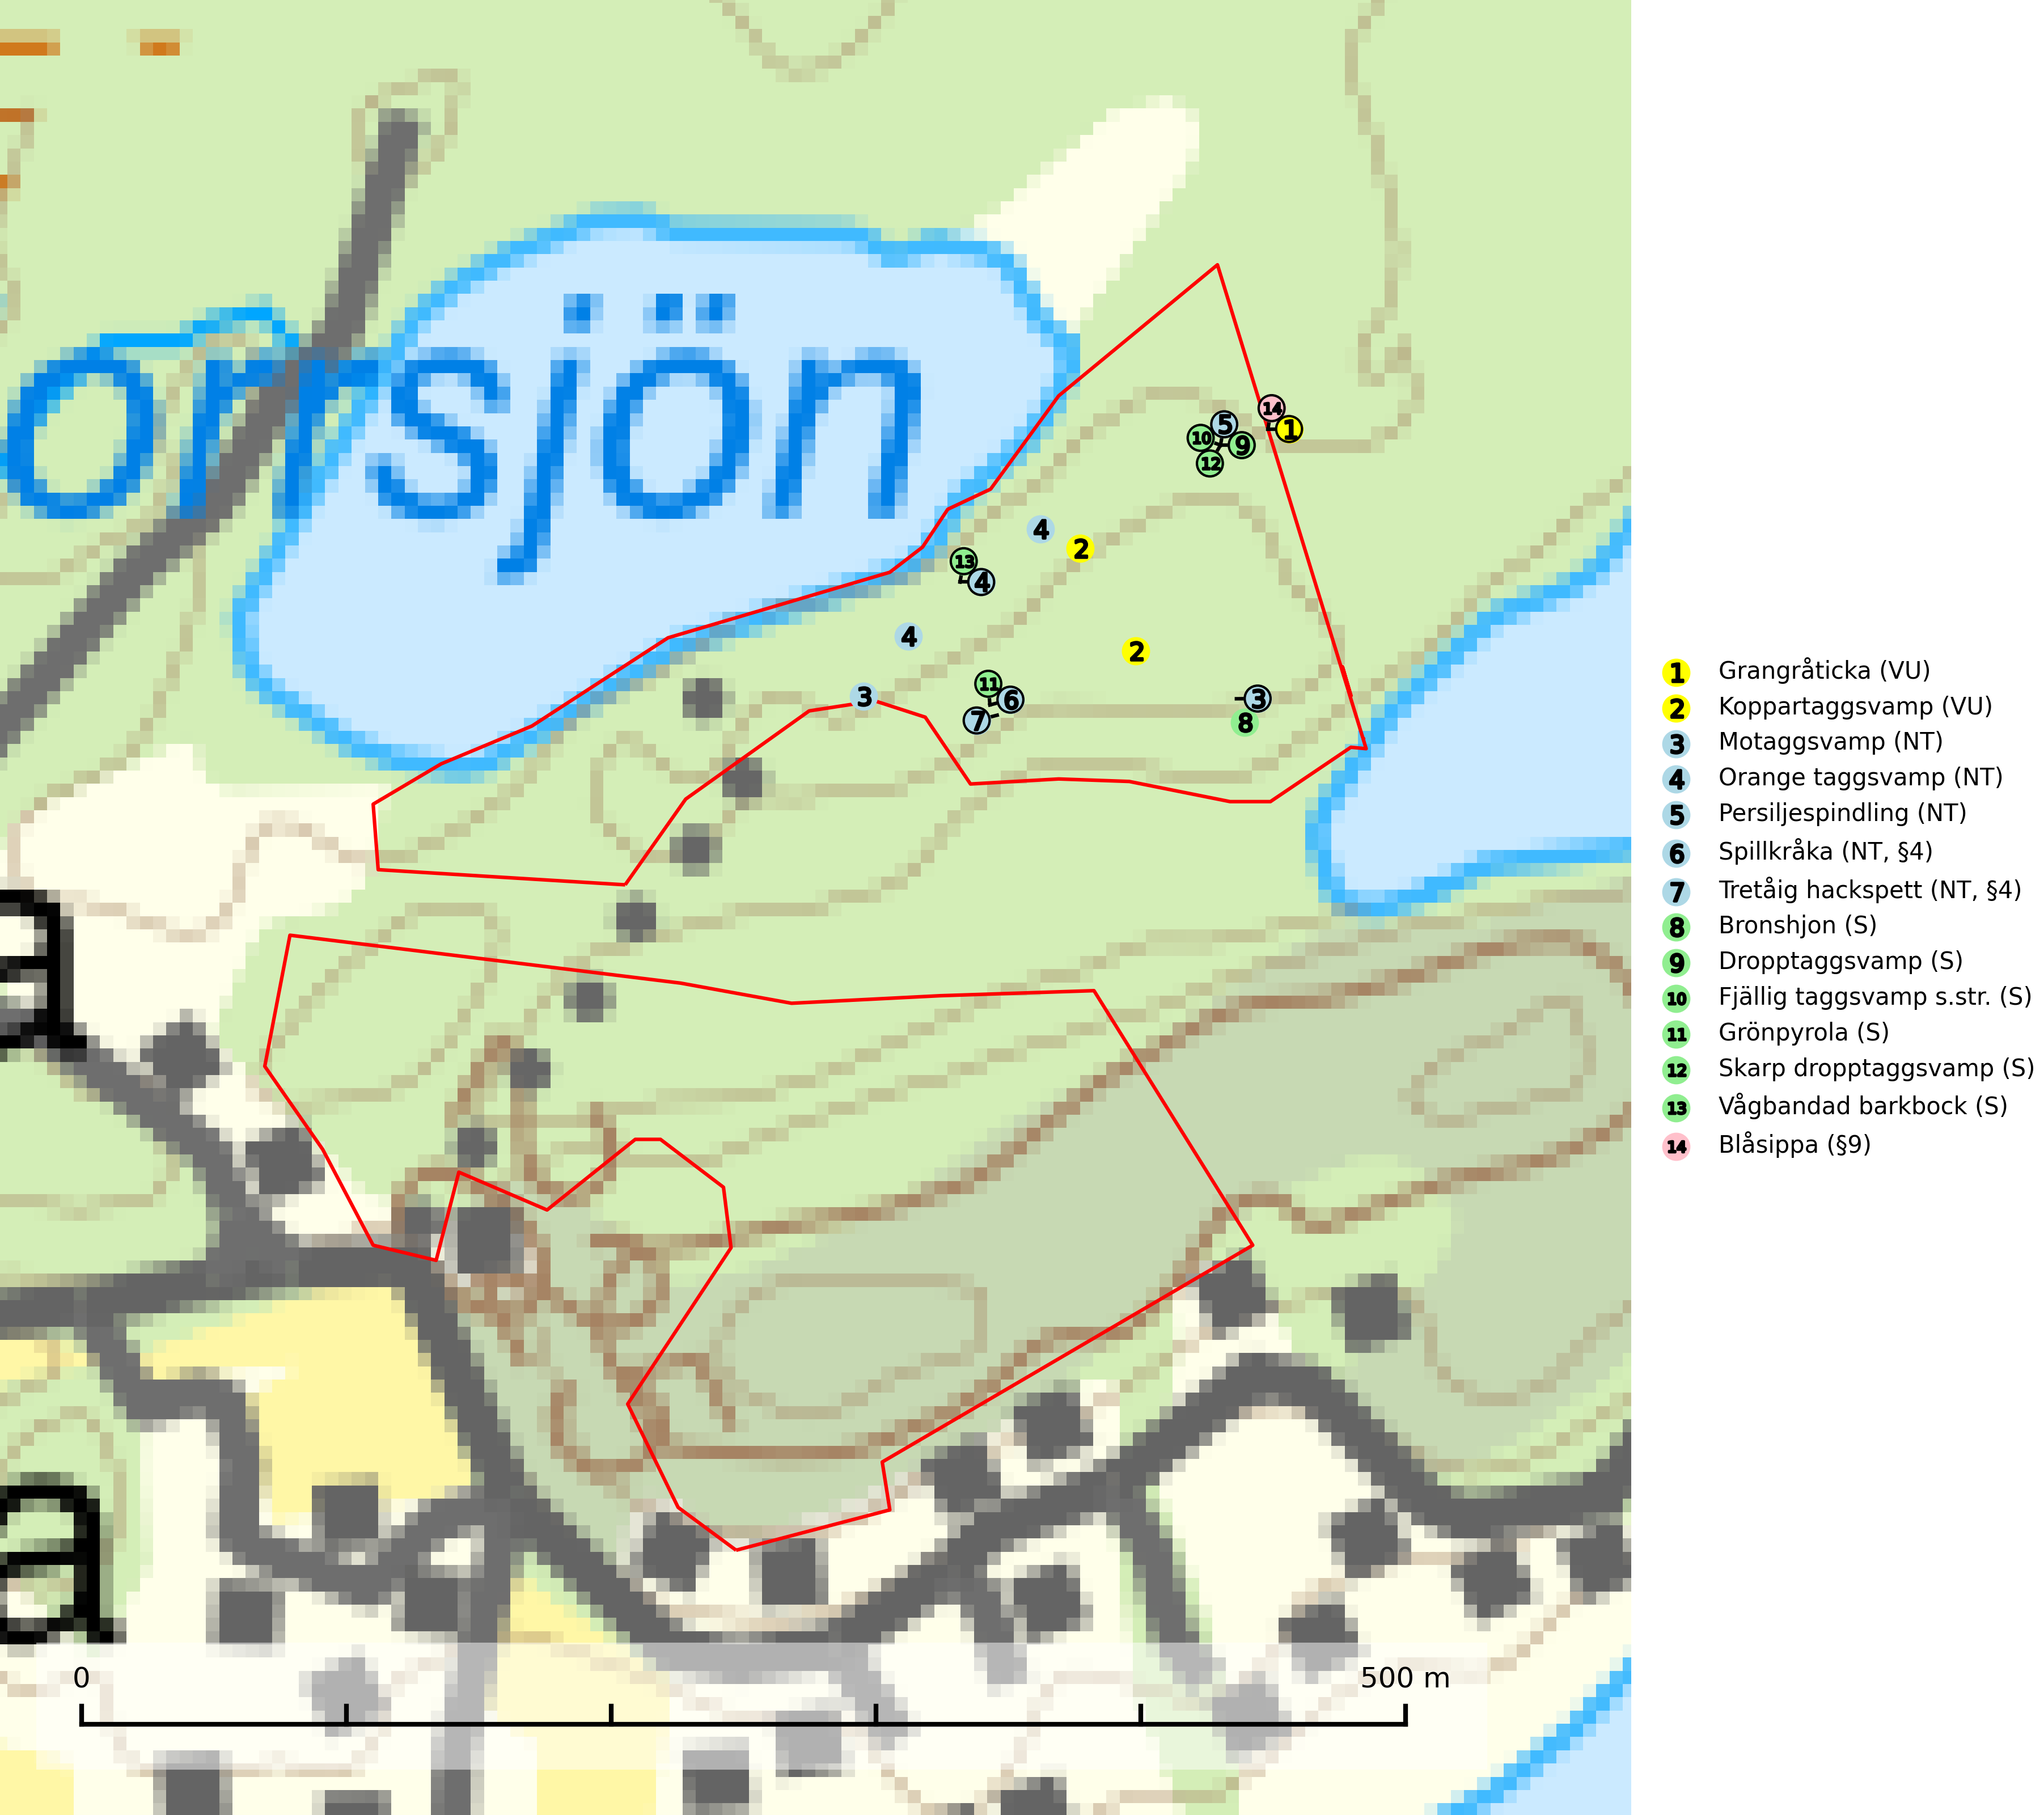 orrsjön
14
5
1
10
9
12
4
2
13
4
4
2
11
3
6
3
7
8
1 Grangråticka (VU)
2 Koppartaggsvamp (VU)
3 Motaggsvamp (NT)
4 Orange taggsvamp (NT)
5 Persiljespindling (NT)
6 Spillkråka (NT, §4)
7 Tretåig hackspett (NT, §4)
8 Bronshjon (S)
9 Dropptaggsvamp (S)
10 Fjällig taggsvamp s.str. (S)
11 Grönpyrola (S)
12 Skarp dropptaggsvamp (S)
13 Vågbandad barkbock (S)
14 Blåsippa (§9)
a
a
0 500 m